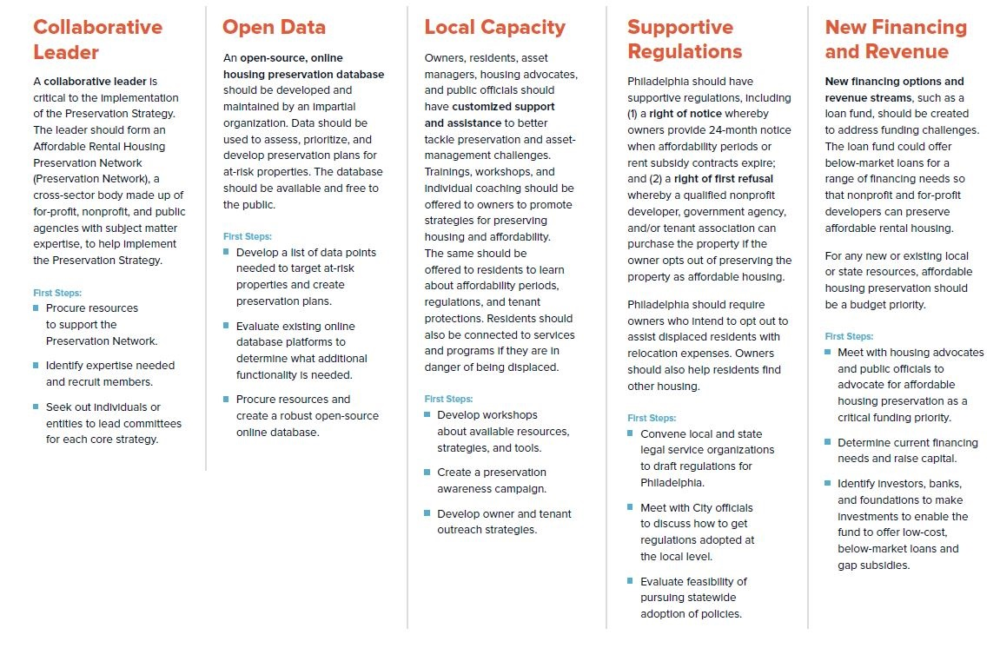 Collaborative
Leader
A collaborative leader is
critical to the implementation
of the Preservation Strategy.
The leader should form an
Affordable Rental Housing
Preservation Network
(Preservation Network), a
cross-sector body made up of
for-profit, nonprofit, and public
agencies with subject matter
expertise, to help implement
the Preservation Strategy.
First Steps:
Procure resources
to support the
Preservation Network.
Identify expertise needed
and recruit members.
Seek out individuals or
entities to lead committees
for each core strategy.
Open Data
An open-source, online
housing preservation database
should be developed and
maintained by an impartial
organization. Data should be
used to assess, prioritize, and
develop preservation plans for
at-risk properties. The database
should be available and free to
the public.
First Steps:
Develop a list of data points
needed to target at-risk
properties and create
preservation plans.
Evaluate existing online
database platforms to
determine what additional
functionality is needed.
Procure resources and
create a robust open-source
online database.
Local Capacity
Owners, residents, asset
managers, housing advocates,
and public officials should
have customized support
and assistance to better
tackle preservation and asset-
management challenges.
Trainings, workshops, and
individual coaching should be
offered to owners to promote
strategies for preserving
housing and affordability.
The same should be
offered to residents to learn
about affordability periods,
regulations, and tenant
protections. Residents should
also be connected to services
and programs if they are in
danger of being displaced.
First Steps:
Develop workshops
about available resources,
strategies, and tools.
Create a preservation
awareness campaign.
Develop owner and tenant
outreach strategies.
Supportive
Regulations
Philadelphia should have
supportive regulations, including
(1) a right of notice whereby
owners provide 24-month notice
when affordability periods or
rent subsidy contracts expire;
and (2) a right of first refusal
whereby a qualified nonprofit
developer, government agency,
and/or tenant association can
purchase the property if the
owner opts out of preserving the
property as affordable housing.
Philadelphia should require
owners who intend to opt out to
assist displaced residents with
relocation expenses. Owners
should also help residents find
other housing.
First Steps:
Convene local and state
legal service organizations
to draft regulations for
Philadelphia.
Meet with City officials
to discuss how to get
regulations adopted at
the local level.
Evaluate feasibility of
pursuing statewide
adoption of policies.
New Financing
and Revenue
New financing options and
revenue streams, such as a
loan fund, should be created
to address funding challenges.
The loan fund could offer
below-market loans for a
range of financing needs so
that nonprofit and for-profit
developers can preserve
affordable rental housing.
For any new or existing local
or state resources, affordable
housing preservation should
be a budget priority.
First Steps:
Meet with housing advocates
and public officials to
advocate for affordable
housing preservation as a
critical funding priority.
Determine current financing
needs and raise capital.
Identify investors, banks,
and foundations to make
investments to enable the
fund to offer low-cost,
below-market loans and
gap subsidies.